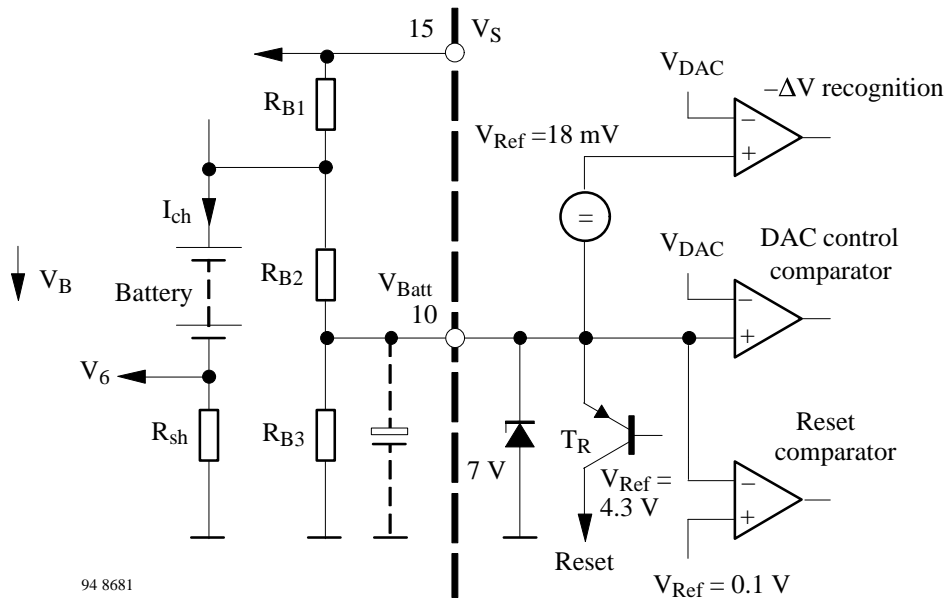 15
V_S
R_B1
V_DAC
−ΔV recognition
−
+
V_Ref =18 mV
=
I_ch
V_B
Battery
R_B2
V_Batt
10
V_DAC
DAC control
comparator
−
+
V_6
R_sh
R_B3
7 V
T_R
V_Ref =
4.3 V
Reset
comparator
−
+
Reset
V_Ref = 0.1 V
94 8681